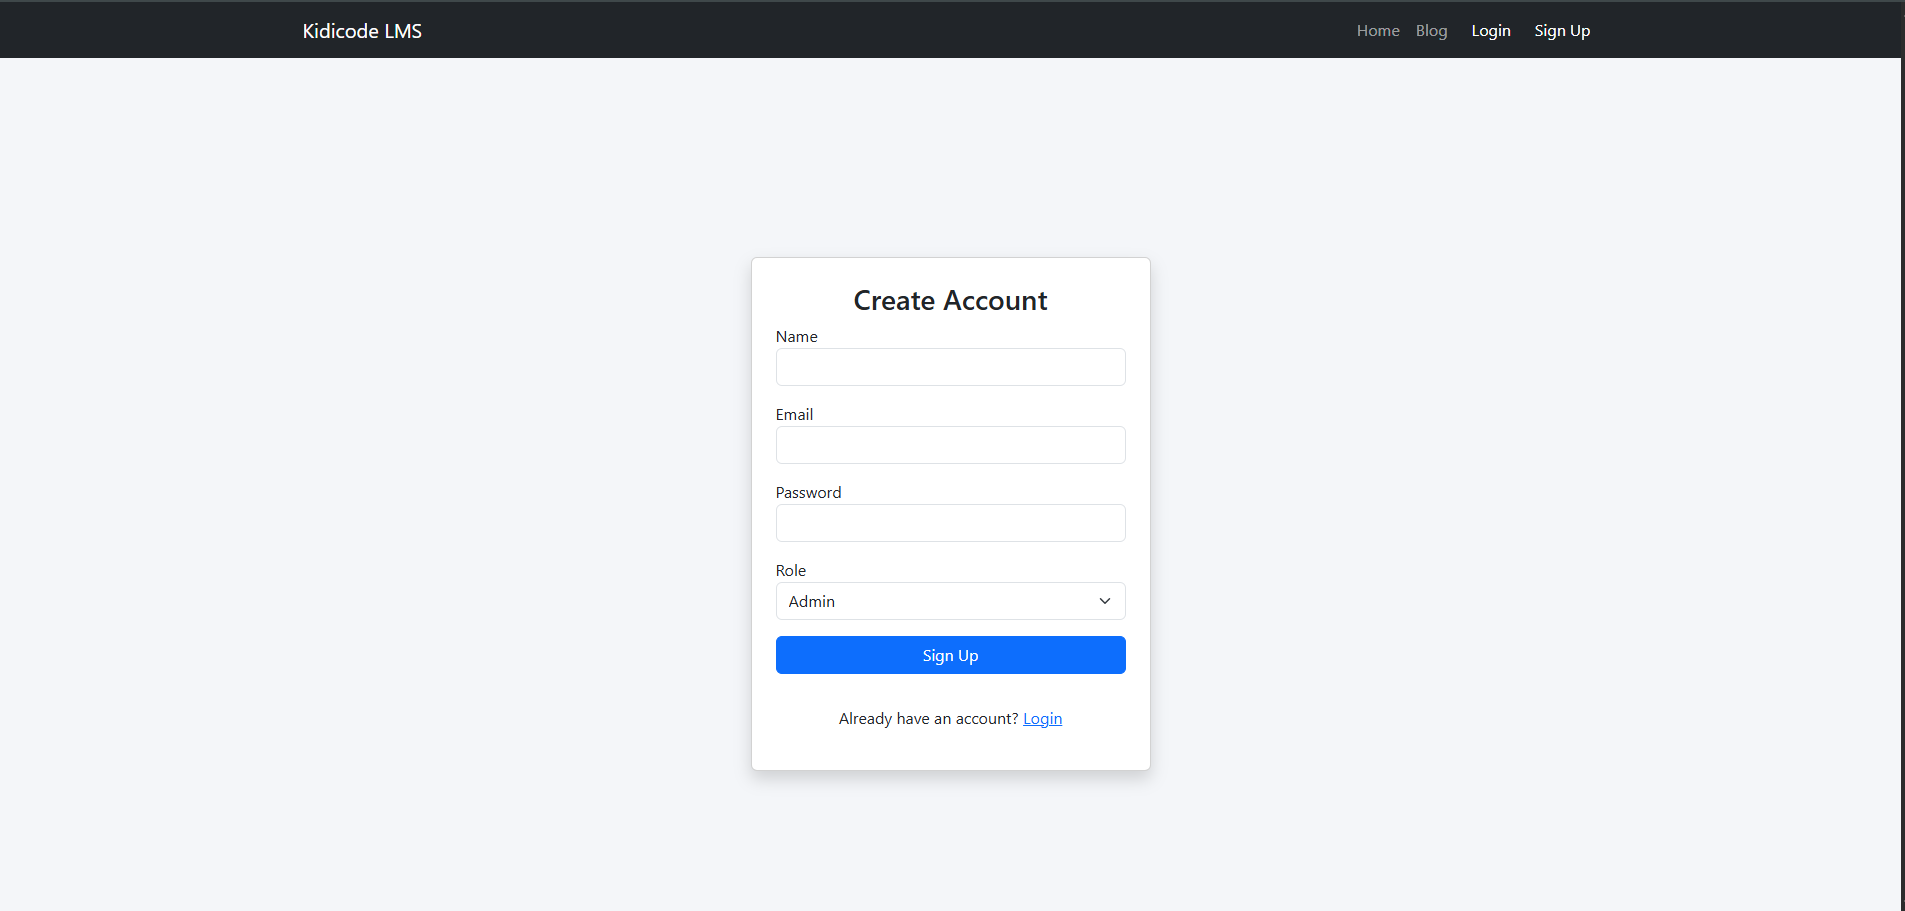 Kidicode LMS
Home Blog Login Sign Up
Create Account
Name
Email
Password
Role
Admin
Sign Up
Already have an account? Login